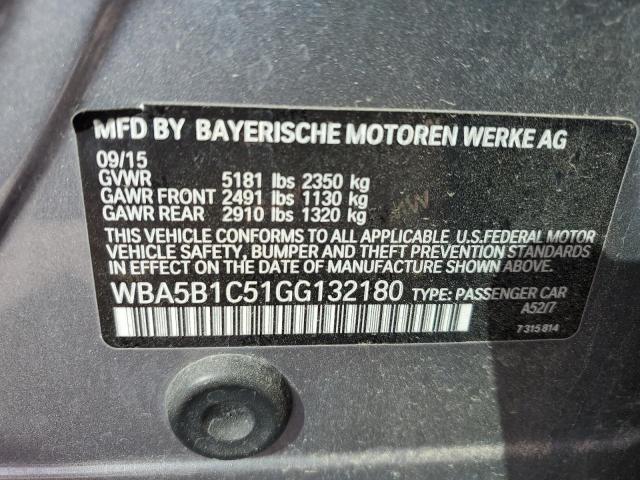 MFD BY BAYERISCHE MOTOREN WERKE AG
09/15
GVWR 5181 lbs 2350 kg
GAWR FRONT 2491 lbs 1130 kg
GAWR REAR 2910 lbs 1320 kg
THIS VEHICLE CONFORMS TO ALL APPLICABLE U.S.FEDERAL MOTOR
VEHICLE SAFETY, BUMPER AND THEFT PREVENTION STANDARDS
IN EFFECT ON THE DATE OF MANUFACTURE SHOWN ABOVE.
WBA5B1C51GG132180 TYPE: PASSENGER CAR
A52/7
7 315 814